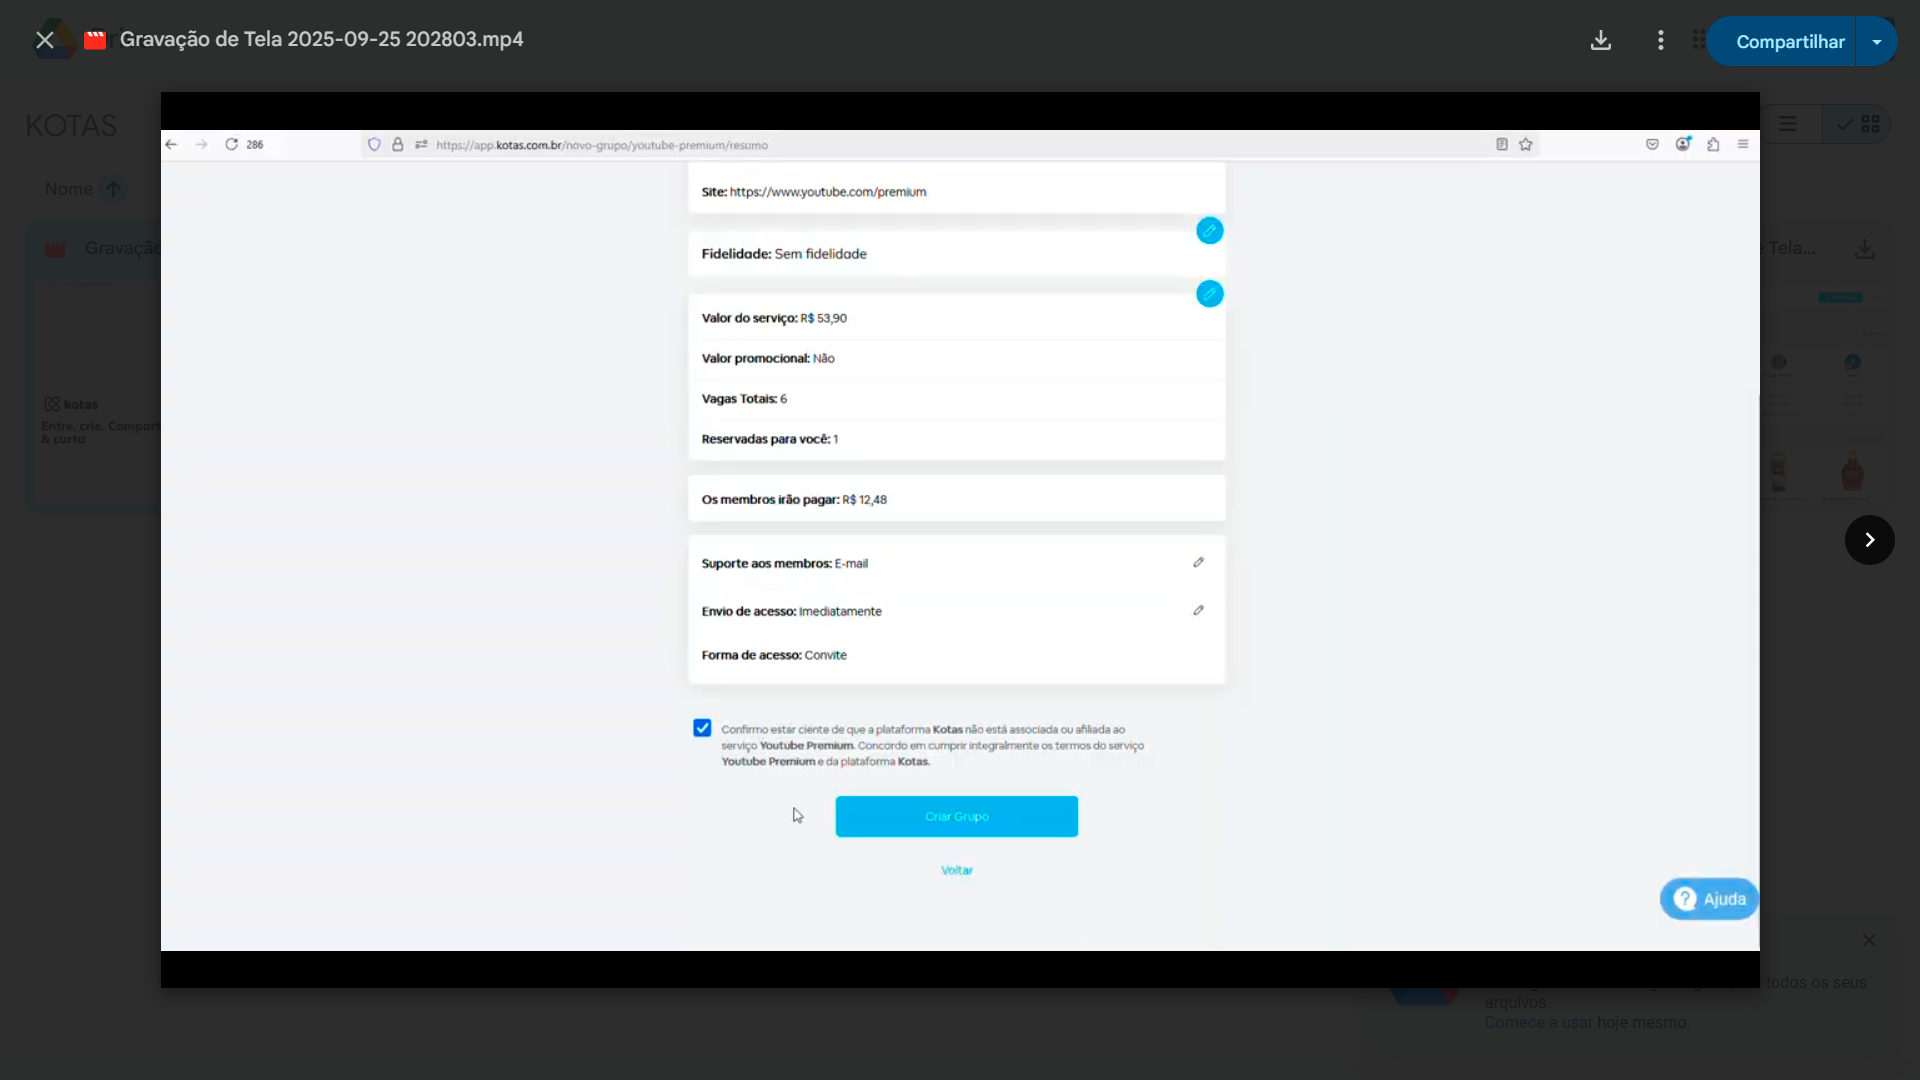 Gravação de Tela 2025-09-25 202803.mp4
Compartilhar
KOTAS
286
https://app.kotas.com.br/novo-grupo/youtube-premium/resumo
Nome
Gravação
Tela...
Site: https://www.youtube.com/premium
Fidelidade: Sem fidelidade
Valor do serviço: R$ 53,90
Valor promocional: Não
Vagas Totais: 6
Reservadas para você: 1
kotas
Entre, crie. Compart
& curta
Os membros irão pagar: R$ 12,48
Suporte aos membros: E-mail
Envio de acesso: Imediatamente
Forma de acesso: Convite
Confirmo estar ciente de que a plataforma Kotas não está associada ou afiliada ao
serviço Youtube Premium. Concordo em cumprir integralmente os termos do serviço
Youtube Premium e da plataforma Kotas.
Criar Grupo
Voltar
Ajuda
todos os seus
arquivos.
Comece a usar hoje mesmo.